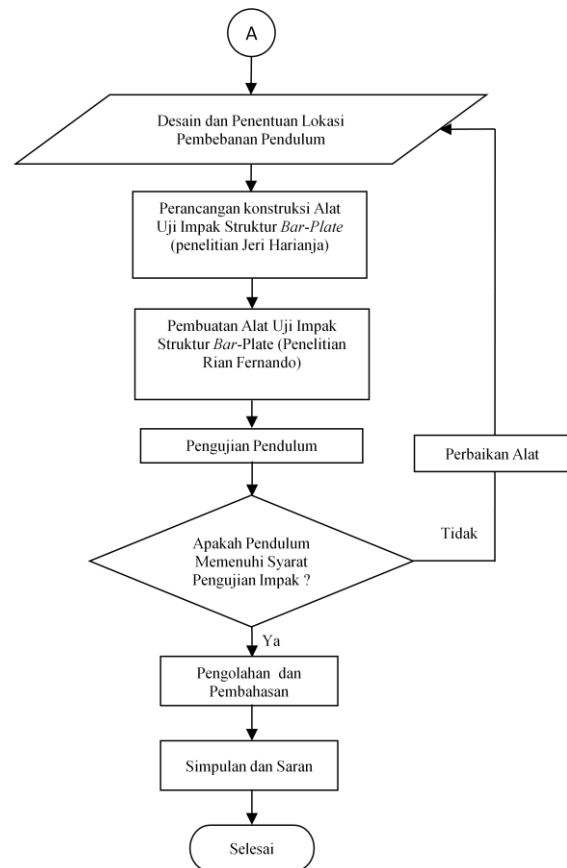 A
Desain dan Penentuan Lokasi
Pembebanan Pendulum
Perancangan konstruksi Alat
Uji Impak Struktur Bar-Plate
(penelitian Jeri Harianja)
Pembuatan Alat Uji Impak
Struktur Bar-Plate (Penelitian
Rian Fernando)
Pengujian Pendulum
Perbaikan Alat
Tidak
Apakah Pendulum
Memenuhi Syarat
Pengujian Impak ?
Ya
Pengolahan dan
Pembahasan
Simpulan dan Saran
Selesai